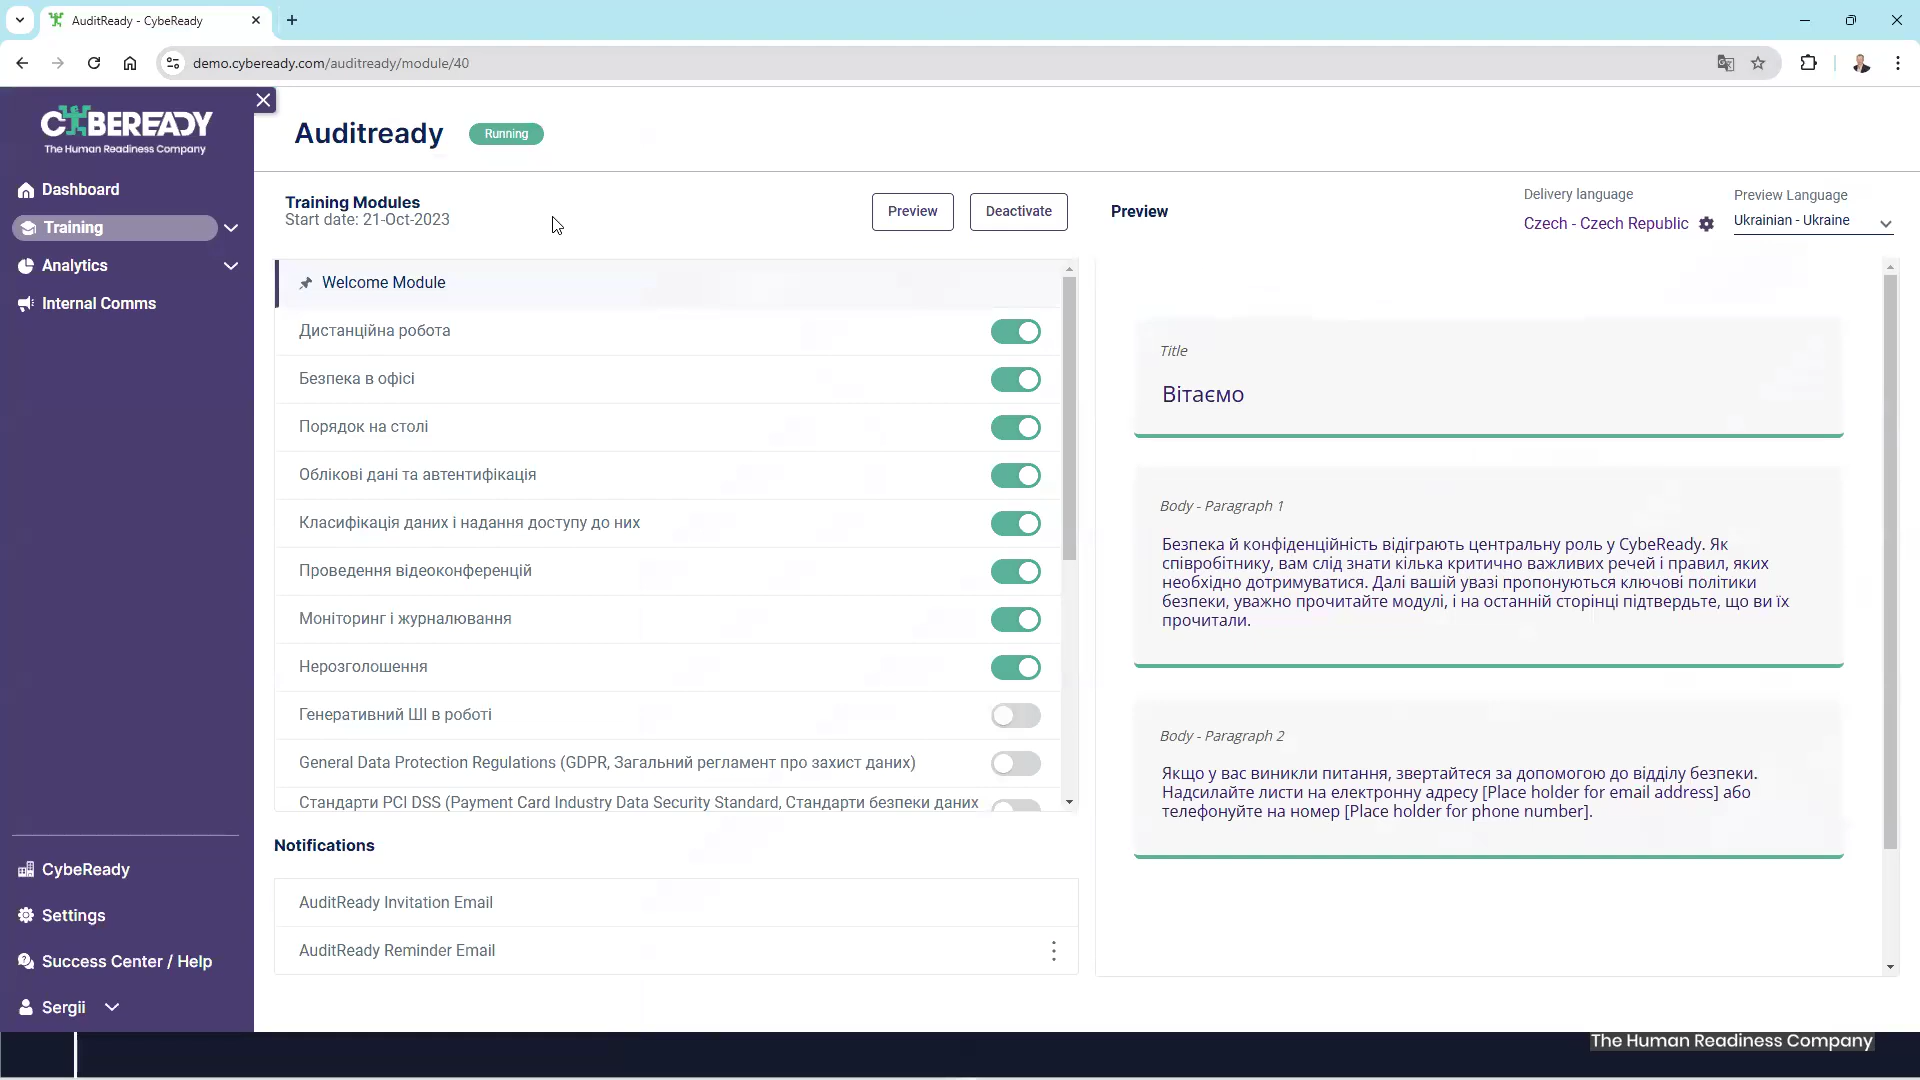 AuditReady - CybeReady
demo.cybeready.com/auditready/module/40
CYBEREADY
The Human Readiness Company
Dashboard
Training
Analytics
Internal Comms
CybeReady
Settings
Success Center / Help
Sergii
Auditready
Running
Training Modules
Start date: 21-Oct-2023
Preview
Deactivate
Welcome Module
Дистанційна робота
Безпека в офісі
Порядок на столі
Облікові дані та автентифікація
Класифікація даних і надання доступу до них
Проведення відеоконференцій
Моніторинг і журналювання
Нерозголошення
Генеративний ШІ в роботі
General Data Protection Regulations (GDPR, Загальний регламент про захист даних)
Стандарти PCI DSS (Payment Card Industry Data Security Standard, Стандарти безпеки даних
Notifications
AuditReady Invitation Email
AuditReady Reminder Email
Preview
Delivery language
Czech - Czech Republic
Preview Language
Ukrainian - Ukraine
Title
Вітаємо
Body - Paragraph 1
Безпека й конфіденційність відіграють центральну роль у CybeReady. Як
співробітнику, вам слід знати кілька критично важливих речей і правил, яких
необхідно дотримуватися. Далі вашій увазі пропонуються ключові політики
безпеки, уважно прочитайте модулі, і на останній сторінці підтвердьте, що ви їх
прочитали.
Body - Paragraph 2
Якщо у вас виникли питання, звертайтеся за допомогою до відділу безпеки.
Надсилайте листи на електронну адресу [Place holder for email address] або
телефонуйте на номер [Place holder for phone number].
The Human Readiness Company